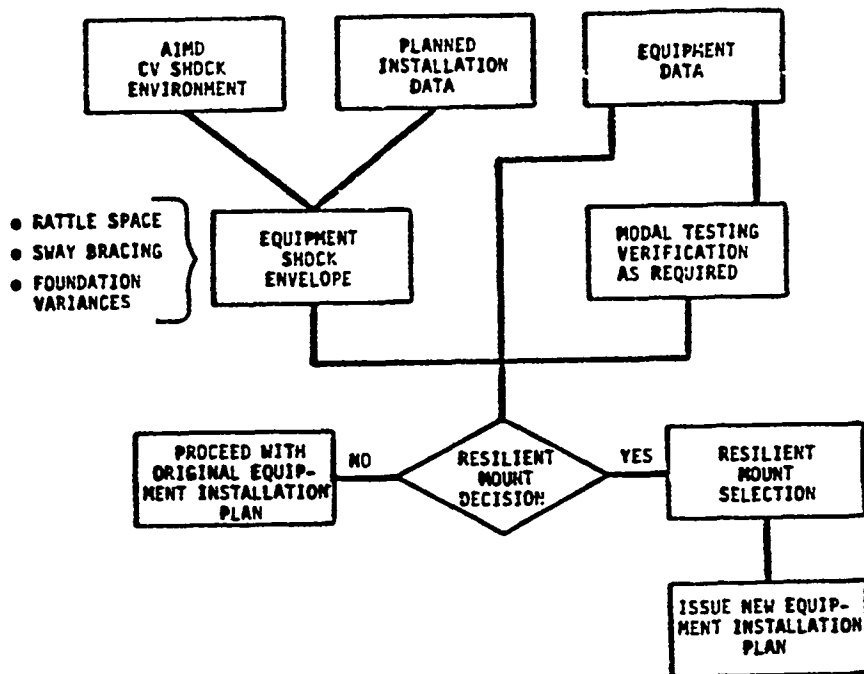 AIMD
CV SHOCK
ENVIRONMENT
PLANNED
INSTALLATION
DATA
EQUIPMENT
DATA
● RATTLE SPACE
● SWAY BRACING
● FOUNDATION
VARIANCES
EQUIPMENT
SHOCK
ENVELOPE
MODAL TESTING
VERIFICATION
AS REQUIRED
PROCEED WITH
ORIGINAL EQUIP-
MENT INSTALLATION
PLAN
NO
RESILIENT
MOUNT
DECISION
YES
RESILIENT
MOUNT
SELECTION
ISSUE NEW EQUIP-
MENT INSTALLATION
PLAN